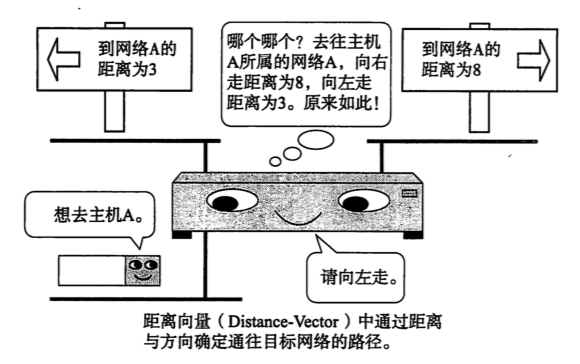 到网络A的
距离为3
哪个哪个？去往主机
A所属的网络A，向右
走距离为8，向左走
距离为3。原来如此！
到网络A的
距离为8
想去主机A。
请向左走。
距离向量（Distance-Vector）中通过距离
与方向确定通往目标网络的路径。